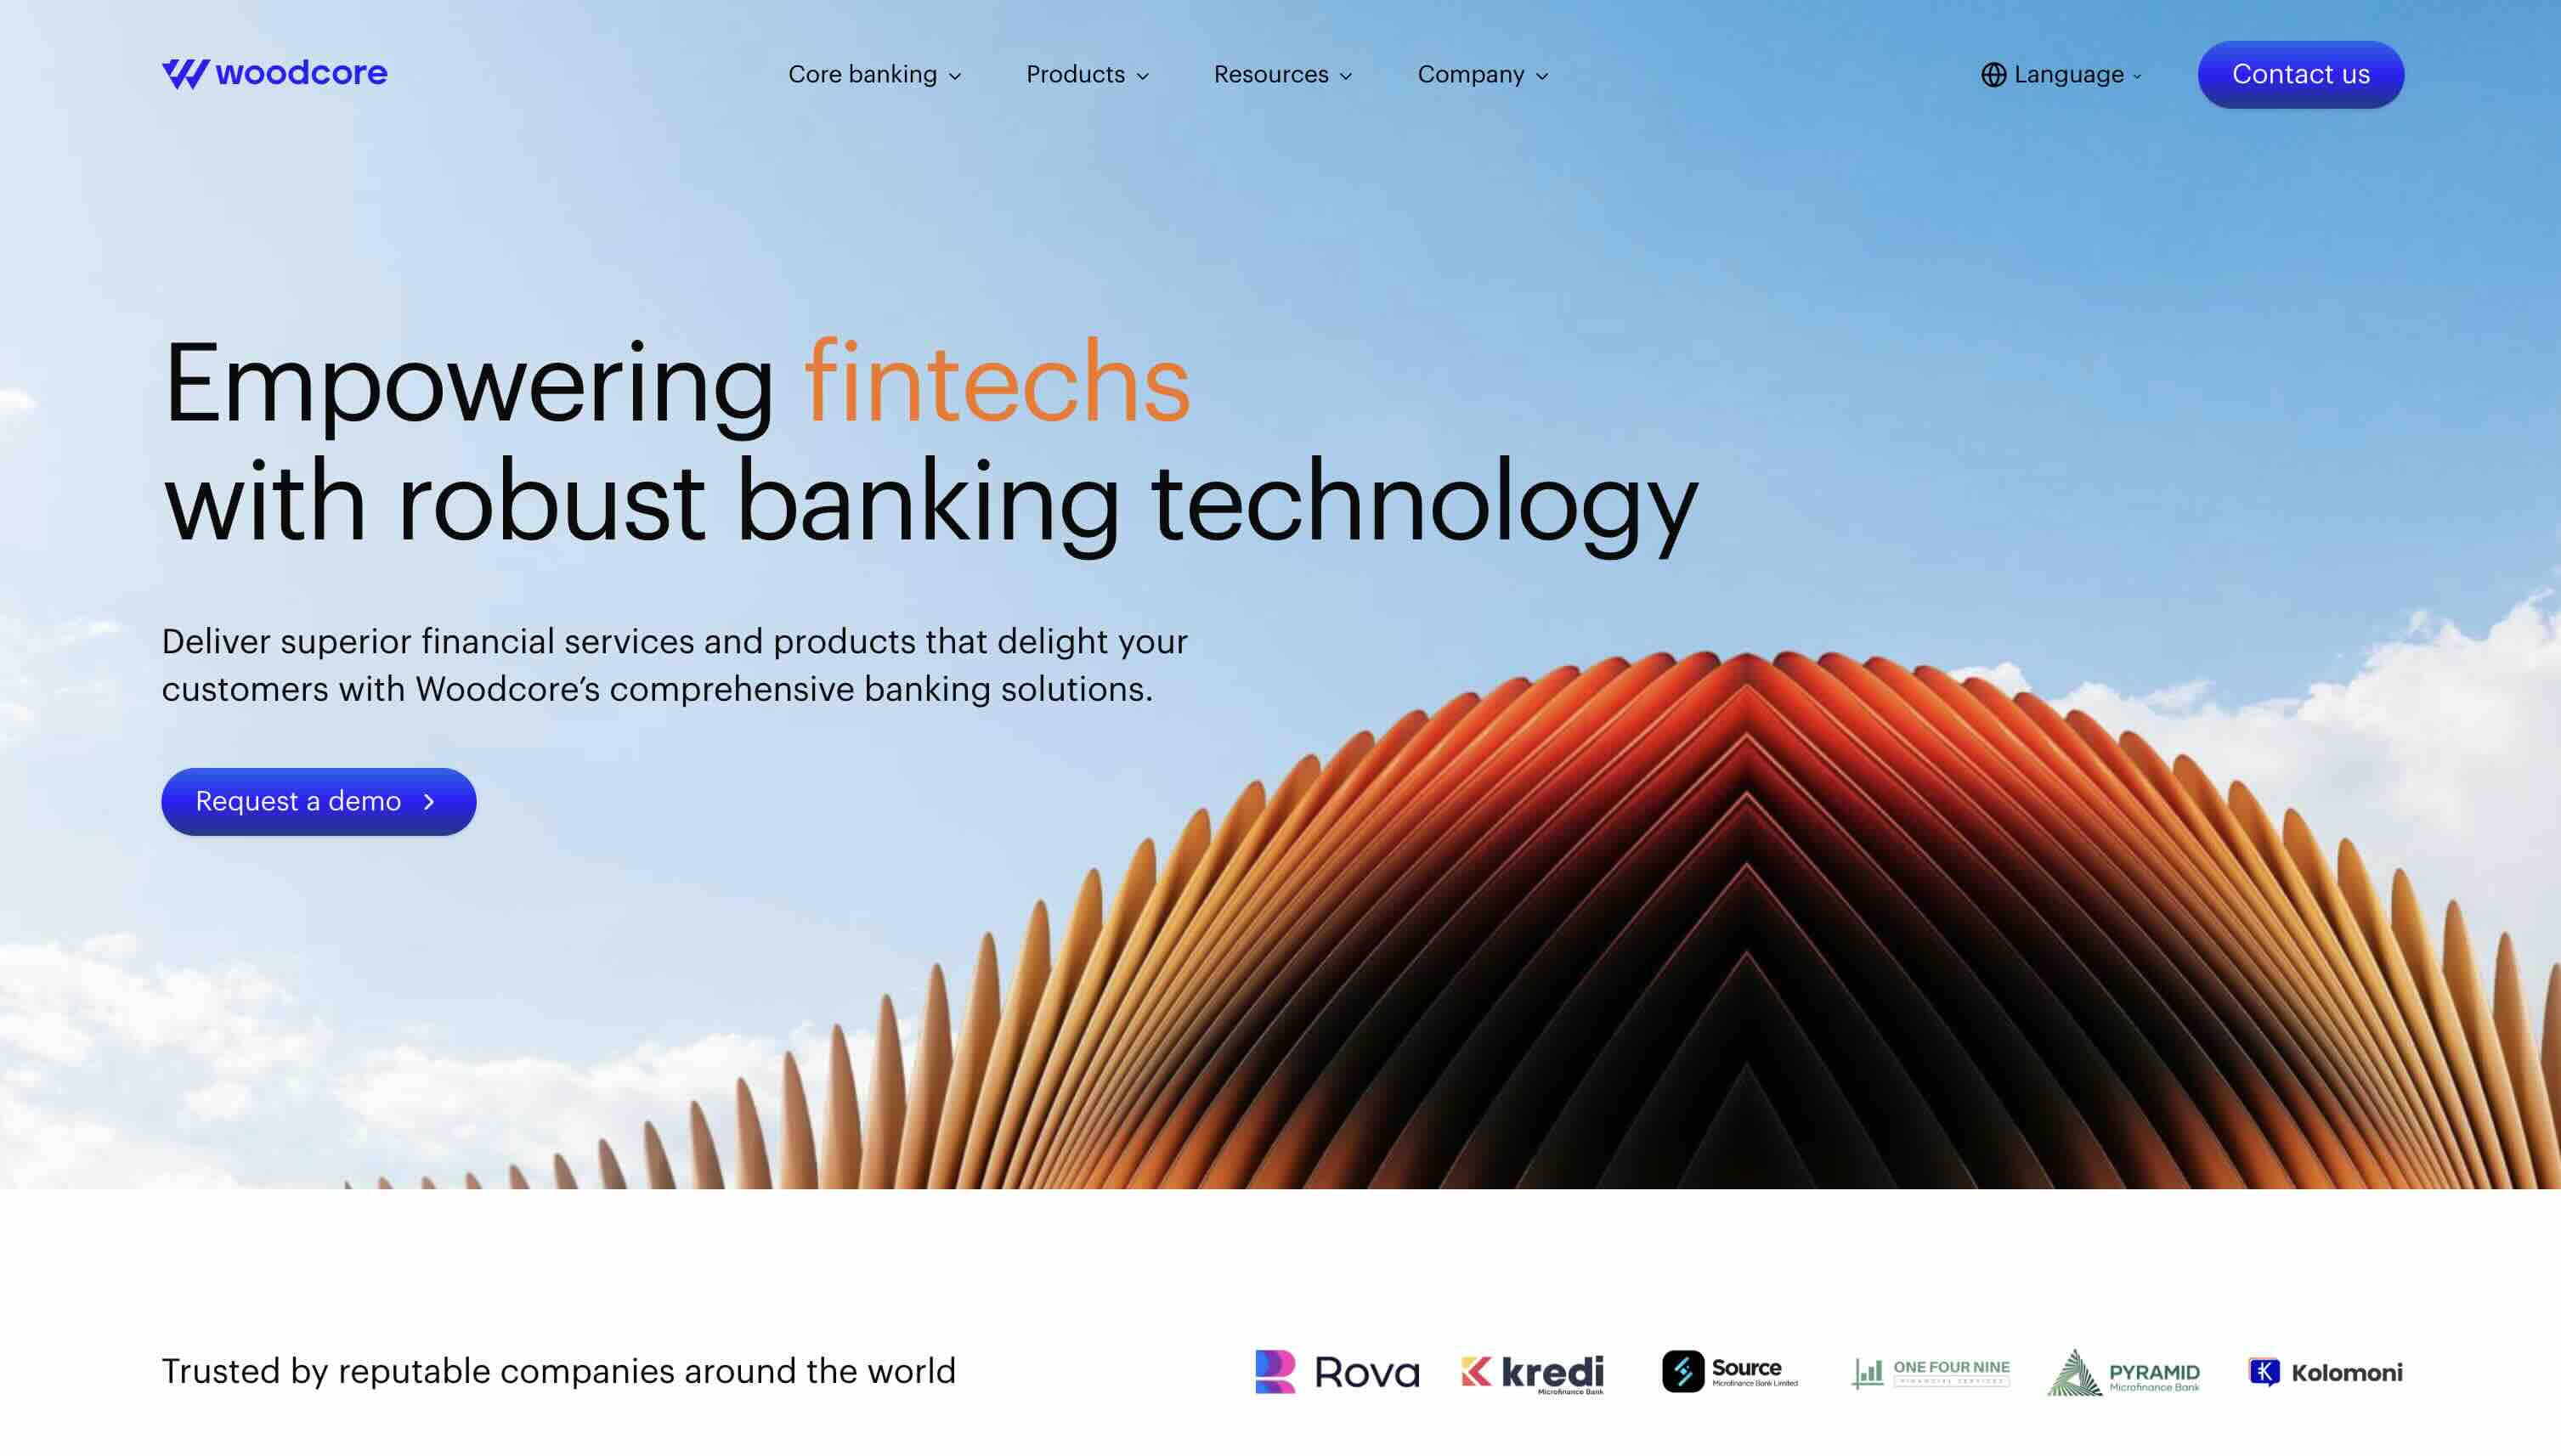 woodcore
Core banking
Products
Resources
Company
Language
Contact us
Empowering fintechs
with robust banking technology
Deliver superior financial services and products that delight your
customers with Woodcore’s comprehensive banking solutions.
Request a demo
Trusted by reputable companies around the world
Rova
kredi
Microfinance Bank
Source
Microfinance Bank Limited
ONE FOUR NINE
FINANCIAL SERVICES
PYRAMID
Microfinance Bank
Kolomoni